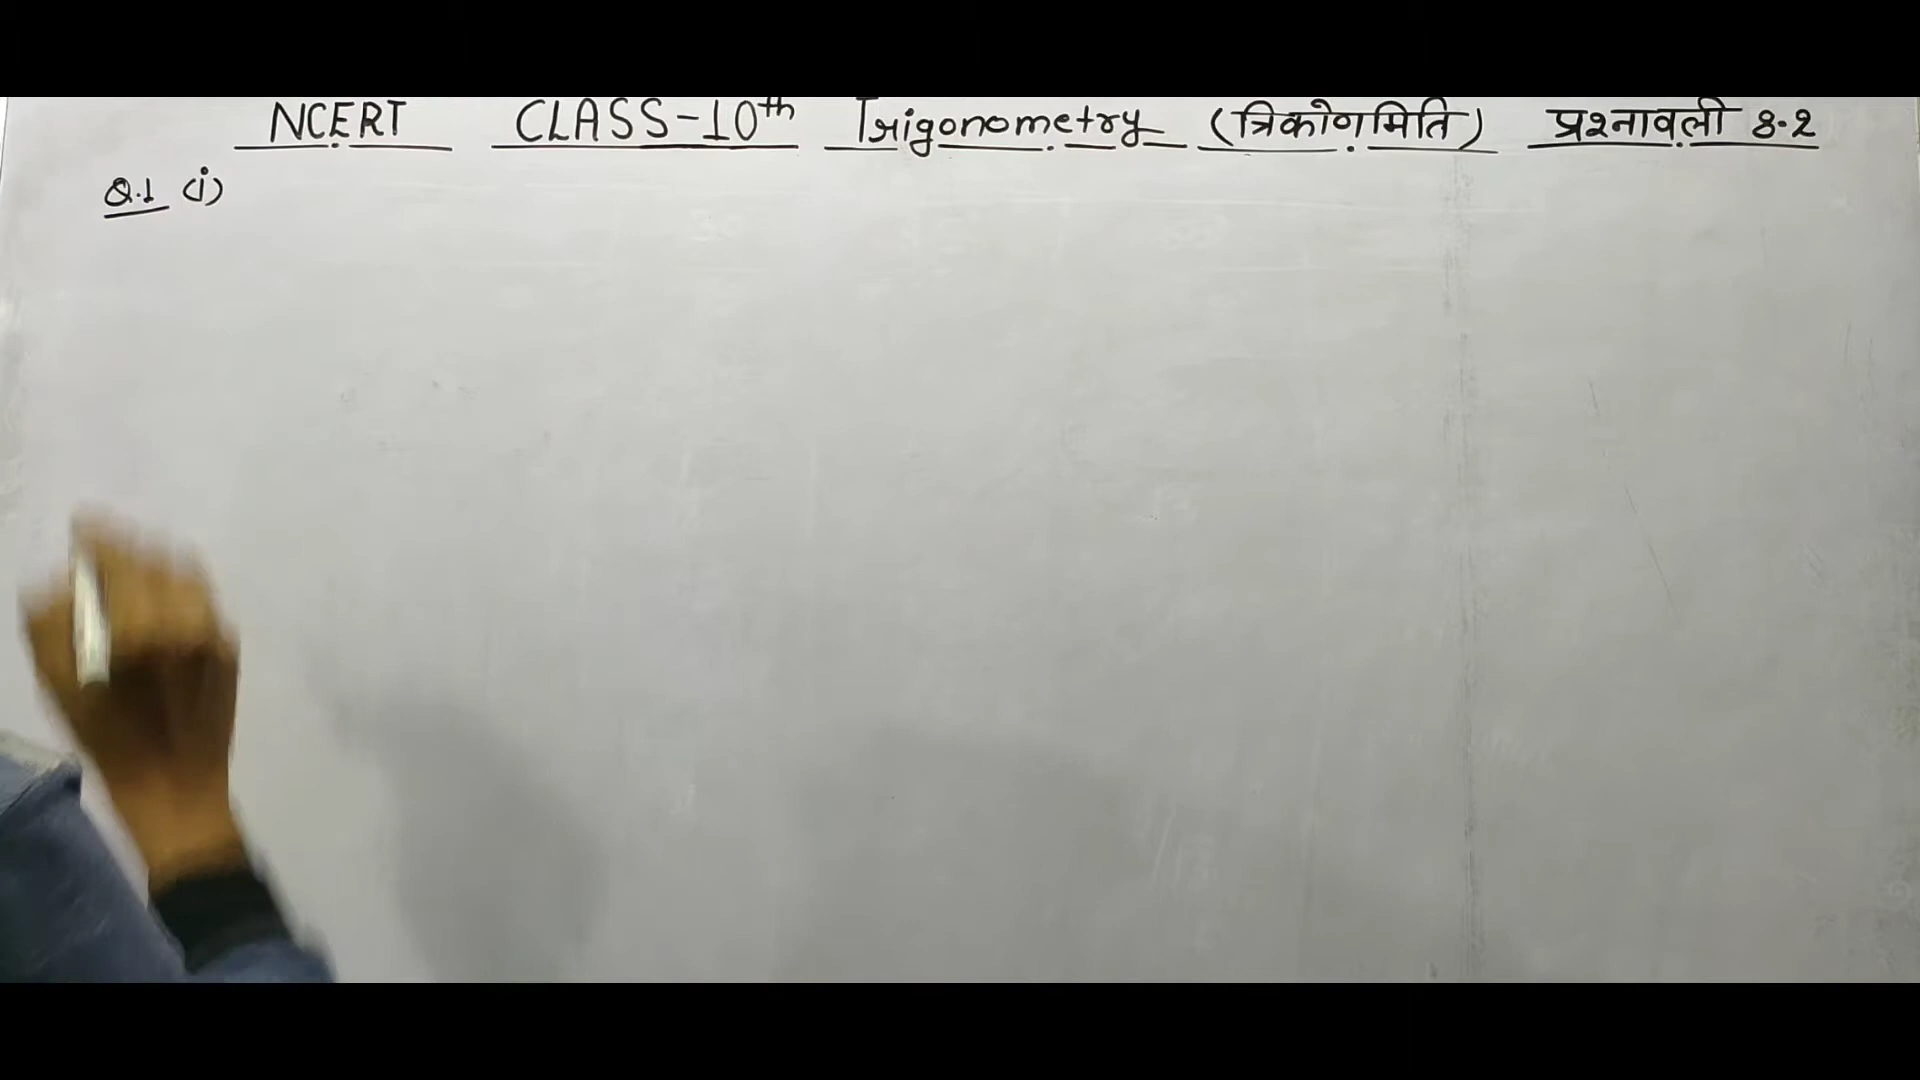 NCERT CLASS-10th Trigonometry (त्रिकोणमिति) प्रश्नावली 8.2
Q.1 (i)